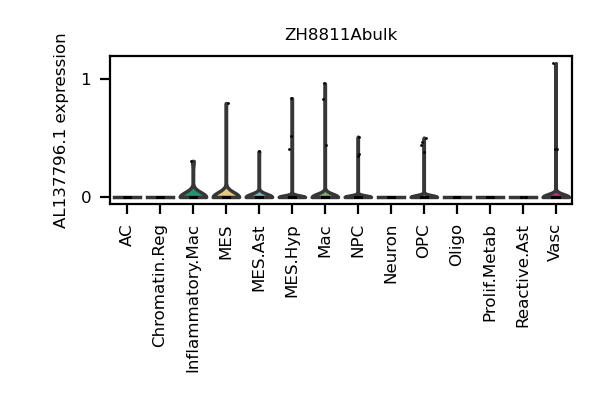 ZH8811Abulk
AL137796.1 expression
1
0
AC
Chromatin.Reg
Inflammatory.Mac
MES
MES.Ast
MES.Hyp
Mac
NPC
Neuron
OPC
Oligo
Prolif.Metab
Reactive.Ast
Vasc